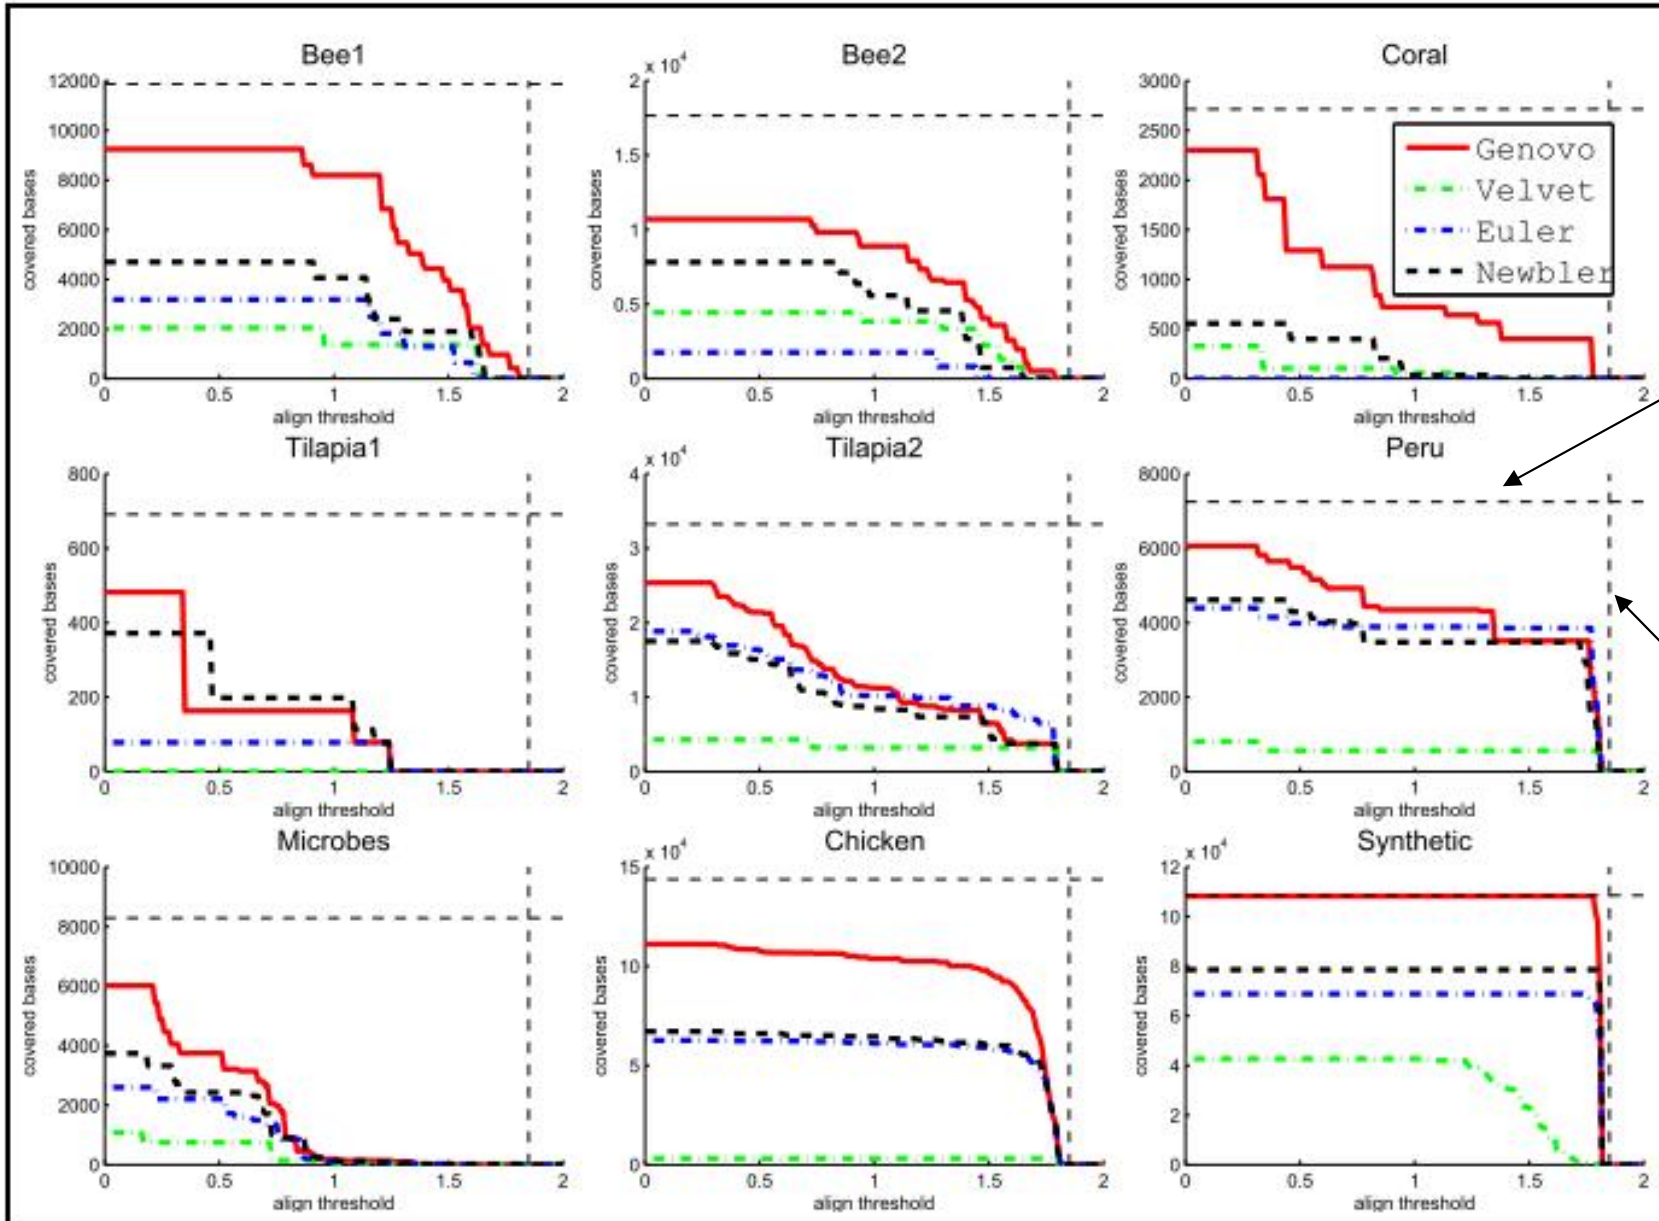 Bee1
12000
10000
8000
6000
4000
2000
0
covered bases
0 0.5 1 1.5 2
align threshold
Bee2
x 10^4
2
1.5
1
0.5
0
covered bases
0 0.5 1 1.5 2
align threshold
Coral
3000
2500
2000
1500
1000
500
0
covered bases
0 0.5 1 1.5 2
align threshold
Genovo
Velvet
Euler
Newbler
Tilapia1
800
600
400
200
0
covered bases
0 0.5 1 1.5 2
align threshold
Tilapia2
x 10^4
4
3
2
1
0
covered bases
0 0.5 1 1.5 2
align threshold
Peru
8000
6000
4000
2000
0
covered bases
0 0.5 1 1.5 2
align threshold
Microbes
10000
8000
6000
4000
2000
0
covered bases
0 0.5 1 1.5 2
align threshold
Chicken
x 10^4
15
10
5
0
covered bases
0 0.5 1 1.5 2
align threshold
Synthetic
x 10^4
12
10
8
6
4
2
0
covered bases
0 0.5 1 1.5 2
align threshold